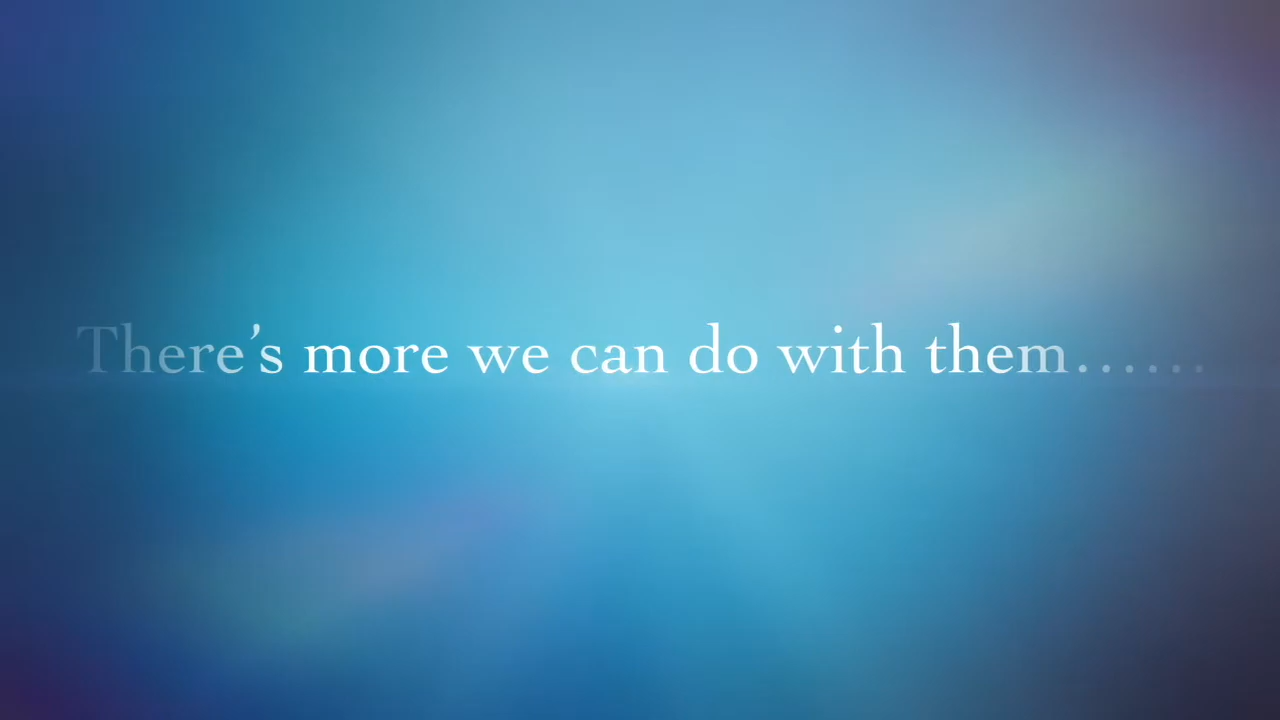 There’s more we can do with them......